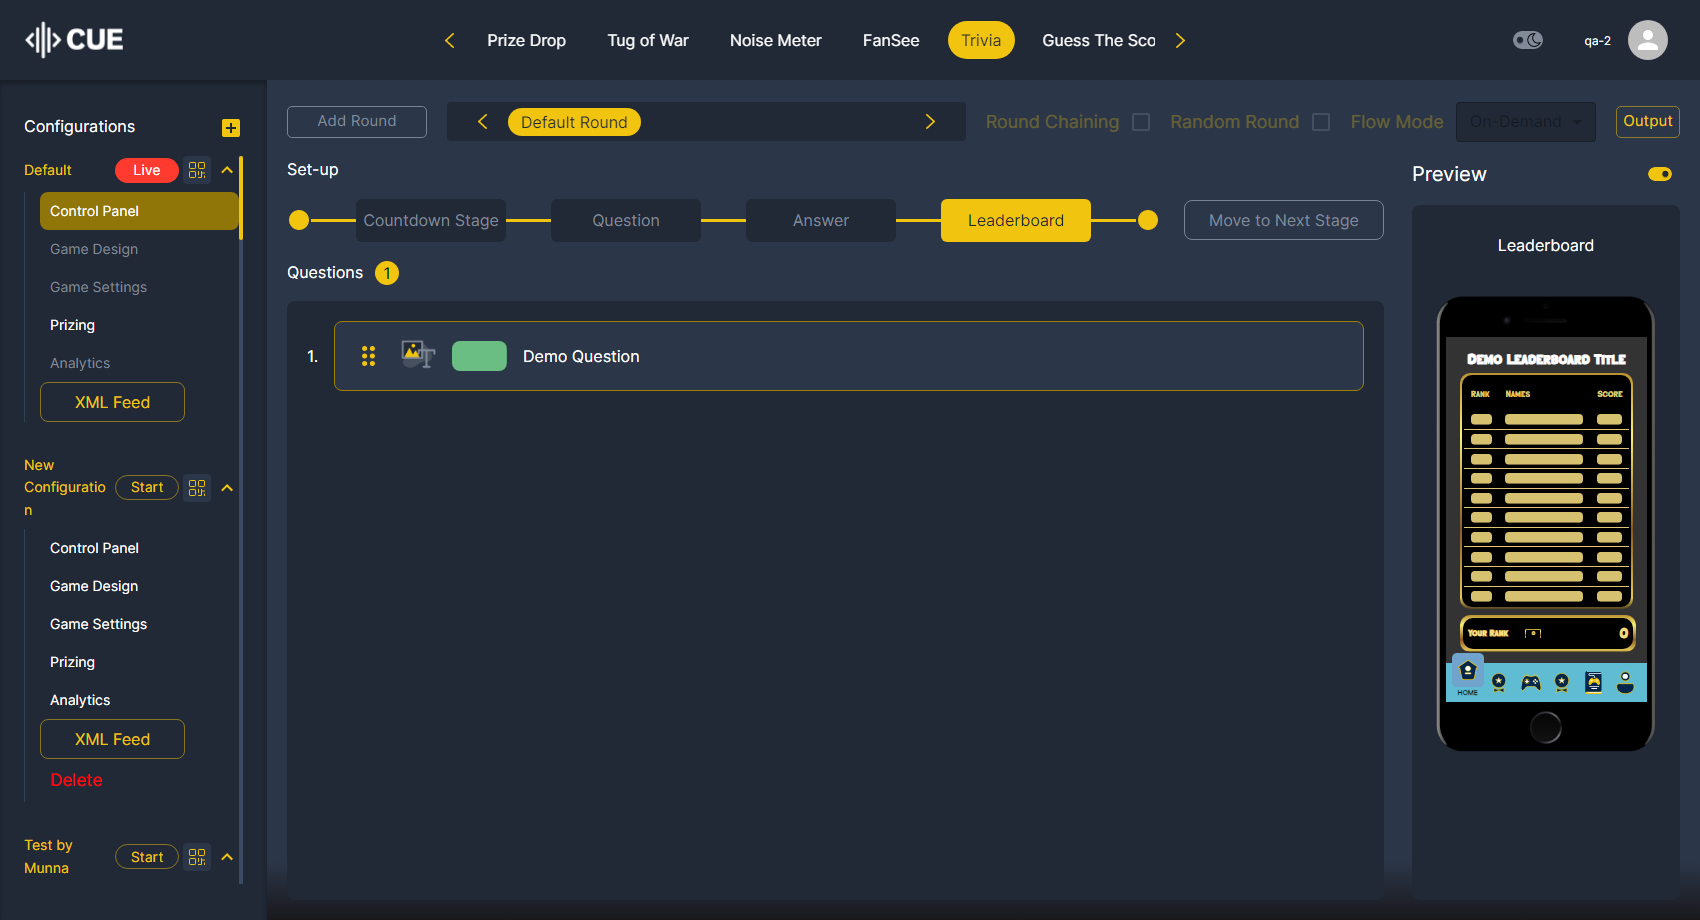 CUE
Prize Drop
Tug of War
Noise Meter
FanSee
Trivia
Guess The Sco
qa-2
Configurations
Default
Live
Control Panel
Game Design
Game Settings
Prizing
Analytics
XML Feed
New
Configuratio
n
Start
Control Panel
Game Design
Game Settings
Prizing
Analytics
XML Feed
Delete
Test by
Munna
Start
Add Round
Default Round
Round Chaining
Random Round
Flow Mode
On-Demand
Output
Set-up
Countdown Stage
Question
Answer
Leaderboard
Move to Next Stage
Questions 1
1. Demo Question
Preview
Leaderboard
Demo Leaderboard Title
Rank Names Score
Your Rank 0
HOME